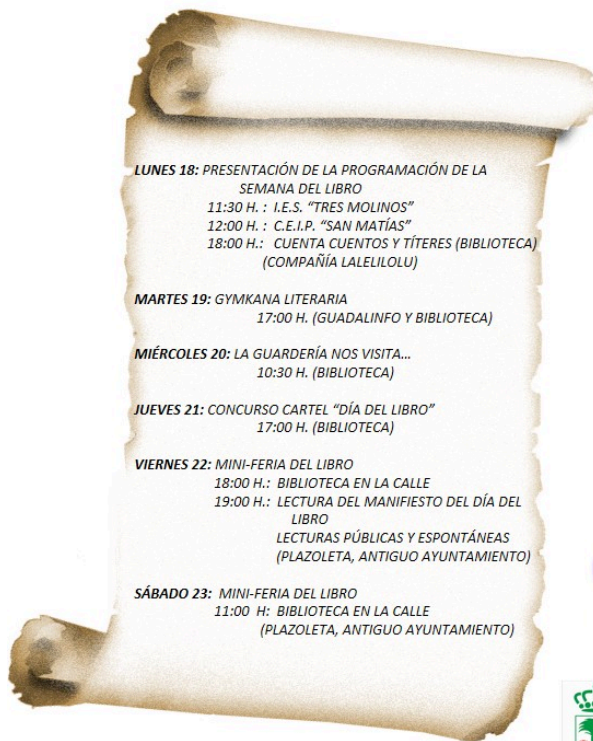 LUNES 18: PRESENTACIÓN DE LA PROGRAMACIÓN DE LA
SEMANA DEL LIBRO
11:30 H. : I.E.S. “TRES MOLINOS”
12:00 H. : C.E.I.P. “SAN MATÍAS”
18:00 H.: CUENTA CUENTOS Y TÍTERES (BIBLIOTECA)
(COMPAÑÍA LALELILOLU)
MARTES 19: GYMKANA LITERARIA
17:00 H. (GUADALINFO Y BIBLIOTECA)
MIÉRCOLES 20: LA GUARDERÍA NOS VISITA…
10:30 H. (BIBLIOTECA)
JUEVES 21: CONCURSO CARTEL “DÍA DEL LIBRO”
17:00 H. (BIBLIOTECA)
VIERNES 22: MINI-FERIA DEL LIBRO
18:00 H.: BIBLIOTECA EN LA CALLE
19:00 H.: LECTURA DEL MANIFIESTO DEL DÍA DEL
LIBRO
LECTURAS PÚBLICAS Y ESPONTÁNEAS
(PLAZOLETA, ANTIGUO AYUNTAMIENTO)
SÁBADO 23: MINI-FERIA DEL LIBRO
11:00 H: BIBLIOTECA EN LA CALLE
(PLAZOLETA, ANTIGUO AYUNTAMIENTO)